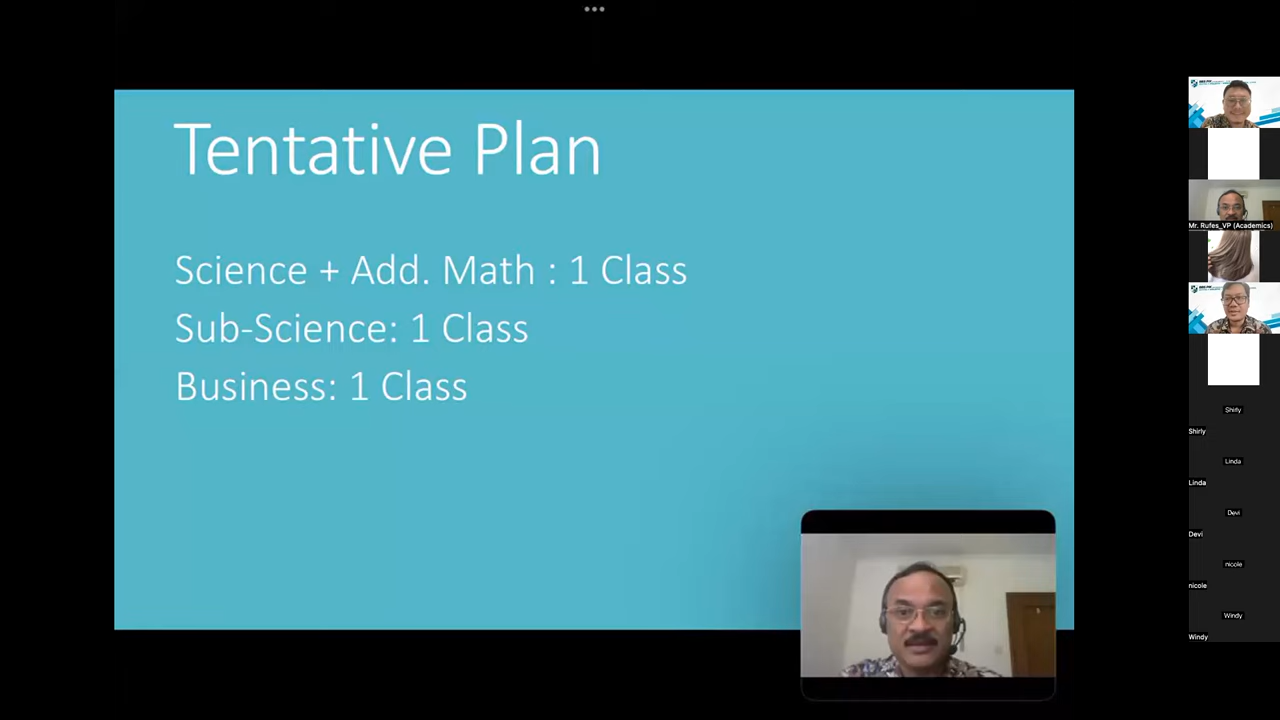 Tentative Plan
Science + Add. Math : 1 Class
Sub-Science: 1 Class
Business: 1 Class
Mr. Rufes_VP (Academics)
Shirly
Shirly
Linda
Linda
Devi
Devi
nicole
nicole
Windy
Windy